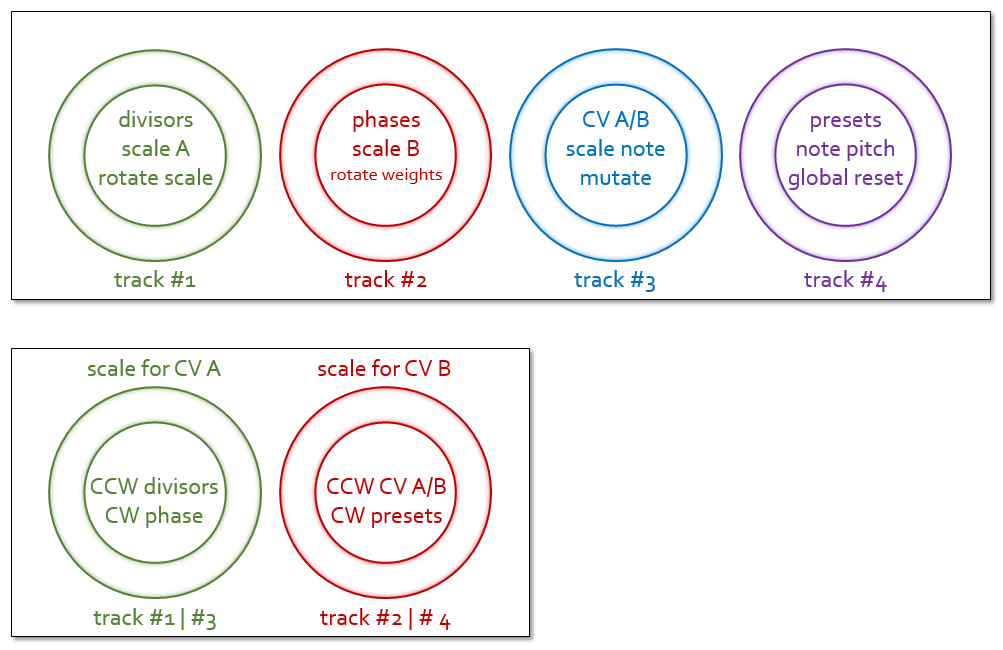 divisors
scale A
rotate scale
track #1
phases
scale B
rotate weights
track #2
CV A/B
scale note
mutate
track #3
presets
note pitch
global reset
track #4
scale for CV A
CCW divisors
CW phase
track #1 | #3
scale for CV B
CCW CV A/B
CW presets
track #2 | # 4